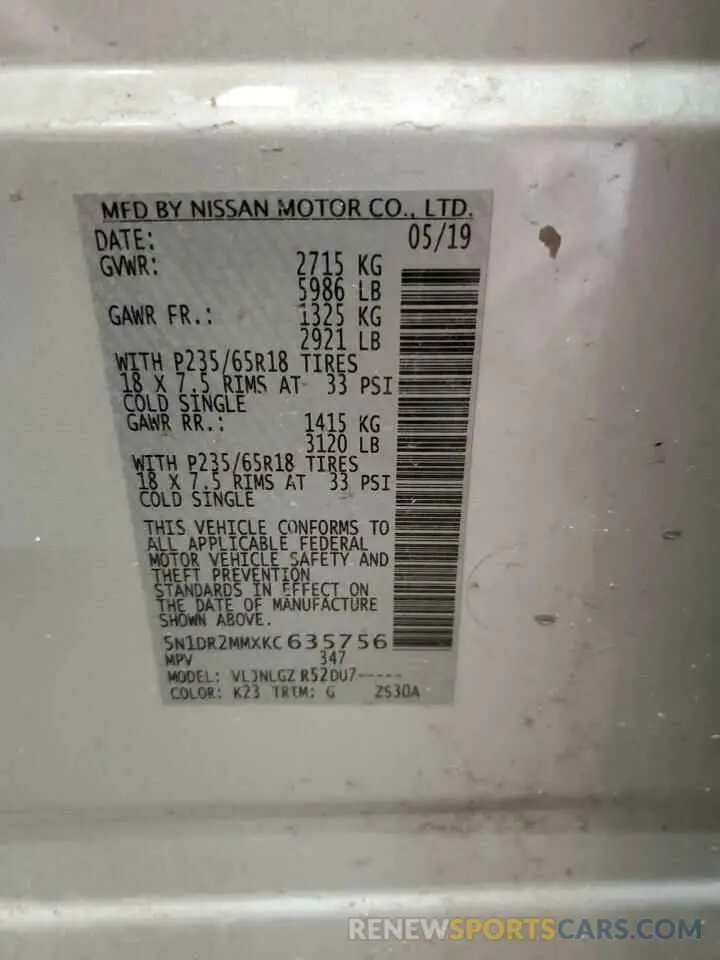 MFD BY NISSAN MOTOR CO., LTD.
DATE: 05/19
GVWR: 2715 KG
5986 LB
GAWR FR.: 1325 KG
2921 LB
WITH P235/65R18 TIRES
18 X 7.5 RIMS AT 33 PSI
COLD SINGLE
GAWR RR.: 1415 KG
3120 LB
WITH P235/65R18 TIRES
18 X 7.5 RIMS AT 33 PSI
COLD SINGLE
THIS VEHICLE CONFORMS TO
ALL APPLICABLE FEDERAL
MOTOR VEHICLE SAFETY AND
THEFT PREVENTION
STANDARDS IN EFFECT ON
THE DATE OF MANUFACTURE
SHOWN ABOVE.
5N1DR2MMXKC635756
MPV 347
MODEL: VLJNLGZ R52DU7-----
COLOR: K23 TRIM: G ZS30A
RENEWSPORTSCARS.COM